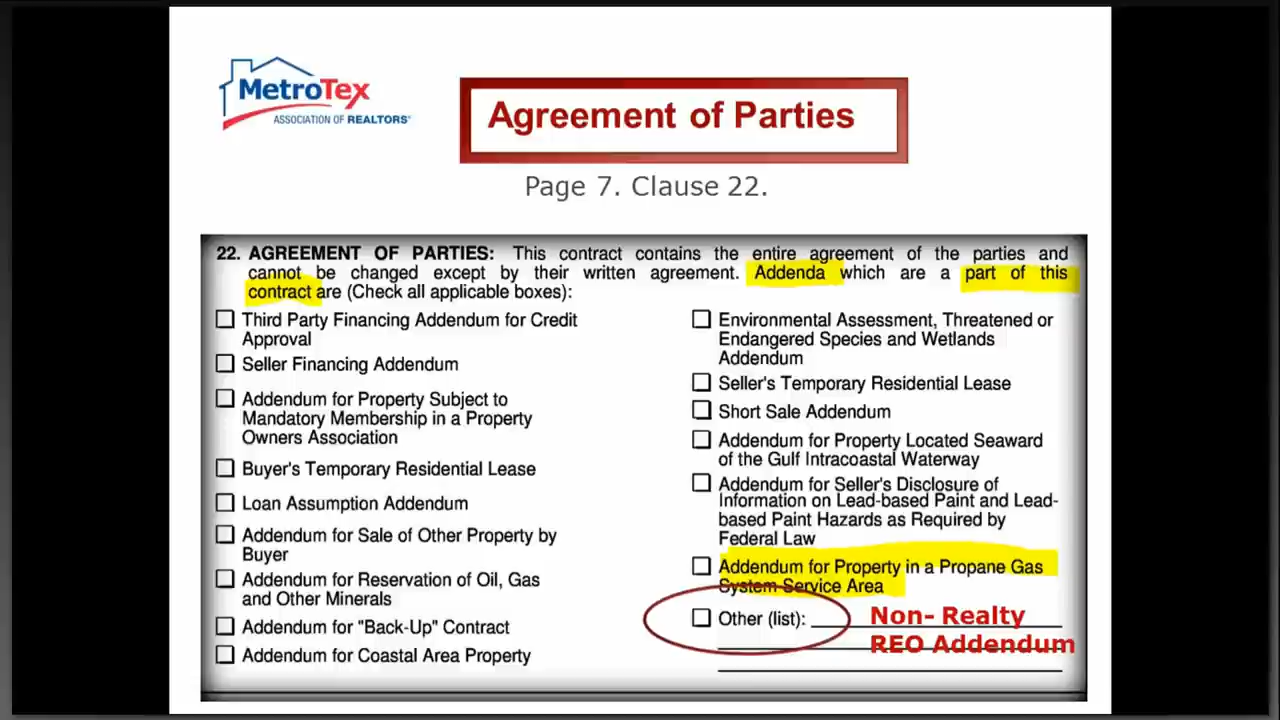 MetroTex
ASSOCIATION OF REALTORS®
Agreement of Parties
Page 7. Clause 22.
22. AGREEMENT OF PARTIES: This contract contains the entire agreement of the parties and
cannot be changed except by their written agreement. Addenda which are a part of this
contract are (Check all applicable boxes):
Third Party Financing Addendum for Credit
Approval
Seller Financing Addendum
Addendum for Property Subject to
Mandatory Membership in a Property
Owners Association
Buyer's Temporary Residential Lease
Loan Assumption Addendum
Addendum for Sale of Other Property by
Buyer
Addendum for Reservation of Oil, Gas
and Other Minerals
Addendum for "Back-Up" Contract
Addendum for Coastal Area Property
Environmental Assessment, Threatened or
Endangered Species and Wetlands
Addendum
Seller's Temporary Residential Lease
Short Sale Addendum
Addendum for Property Located Seaward
of the Gulf Intracoastal Waterway
Addendum for Seller's Disclosure of
Information on Lead-based Paint and Lead-
based Paint Hazards as Required by
Federal Law
Addendum for Property in a Propane Gas
System Service Area
Other (list): Non- Realty
REO Addendum